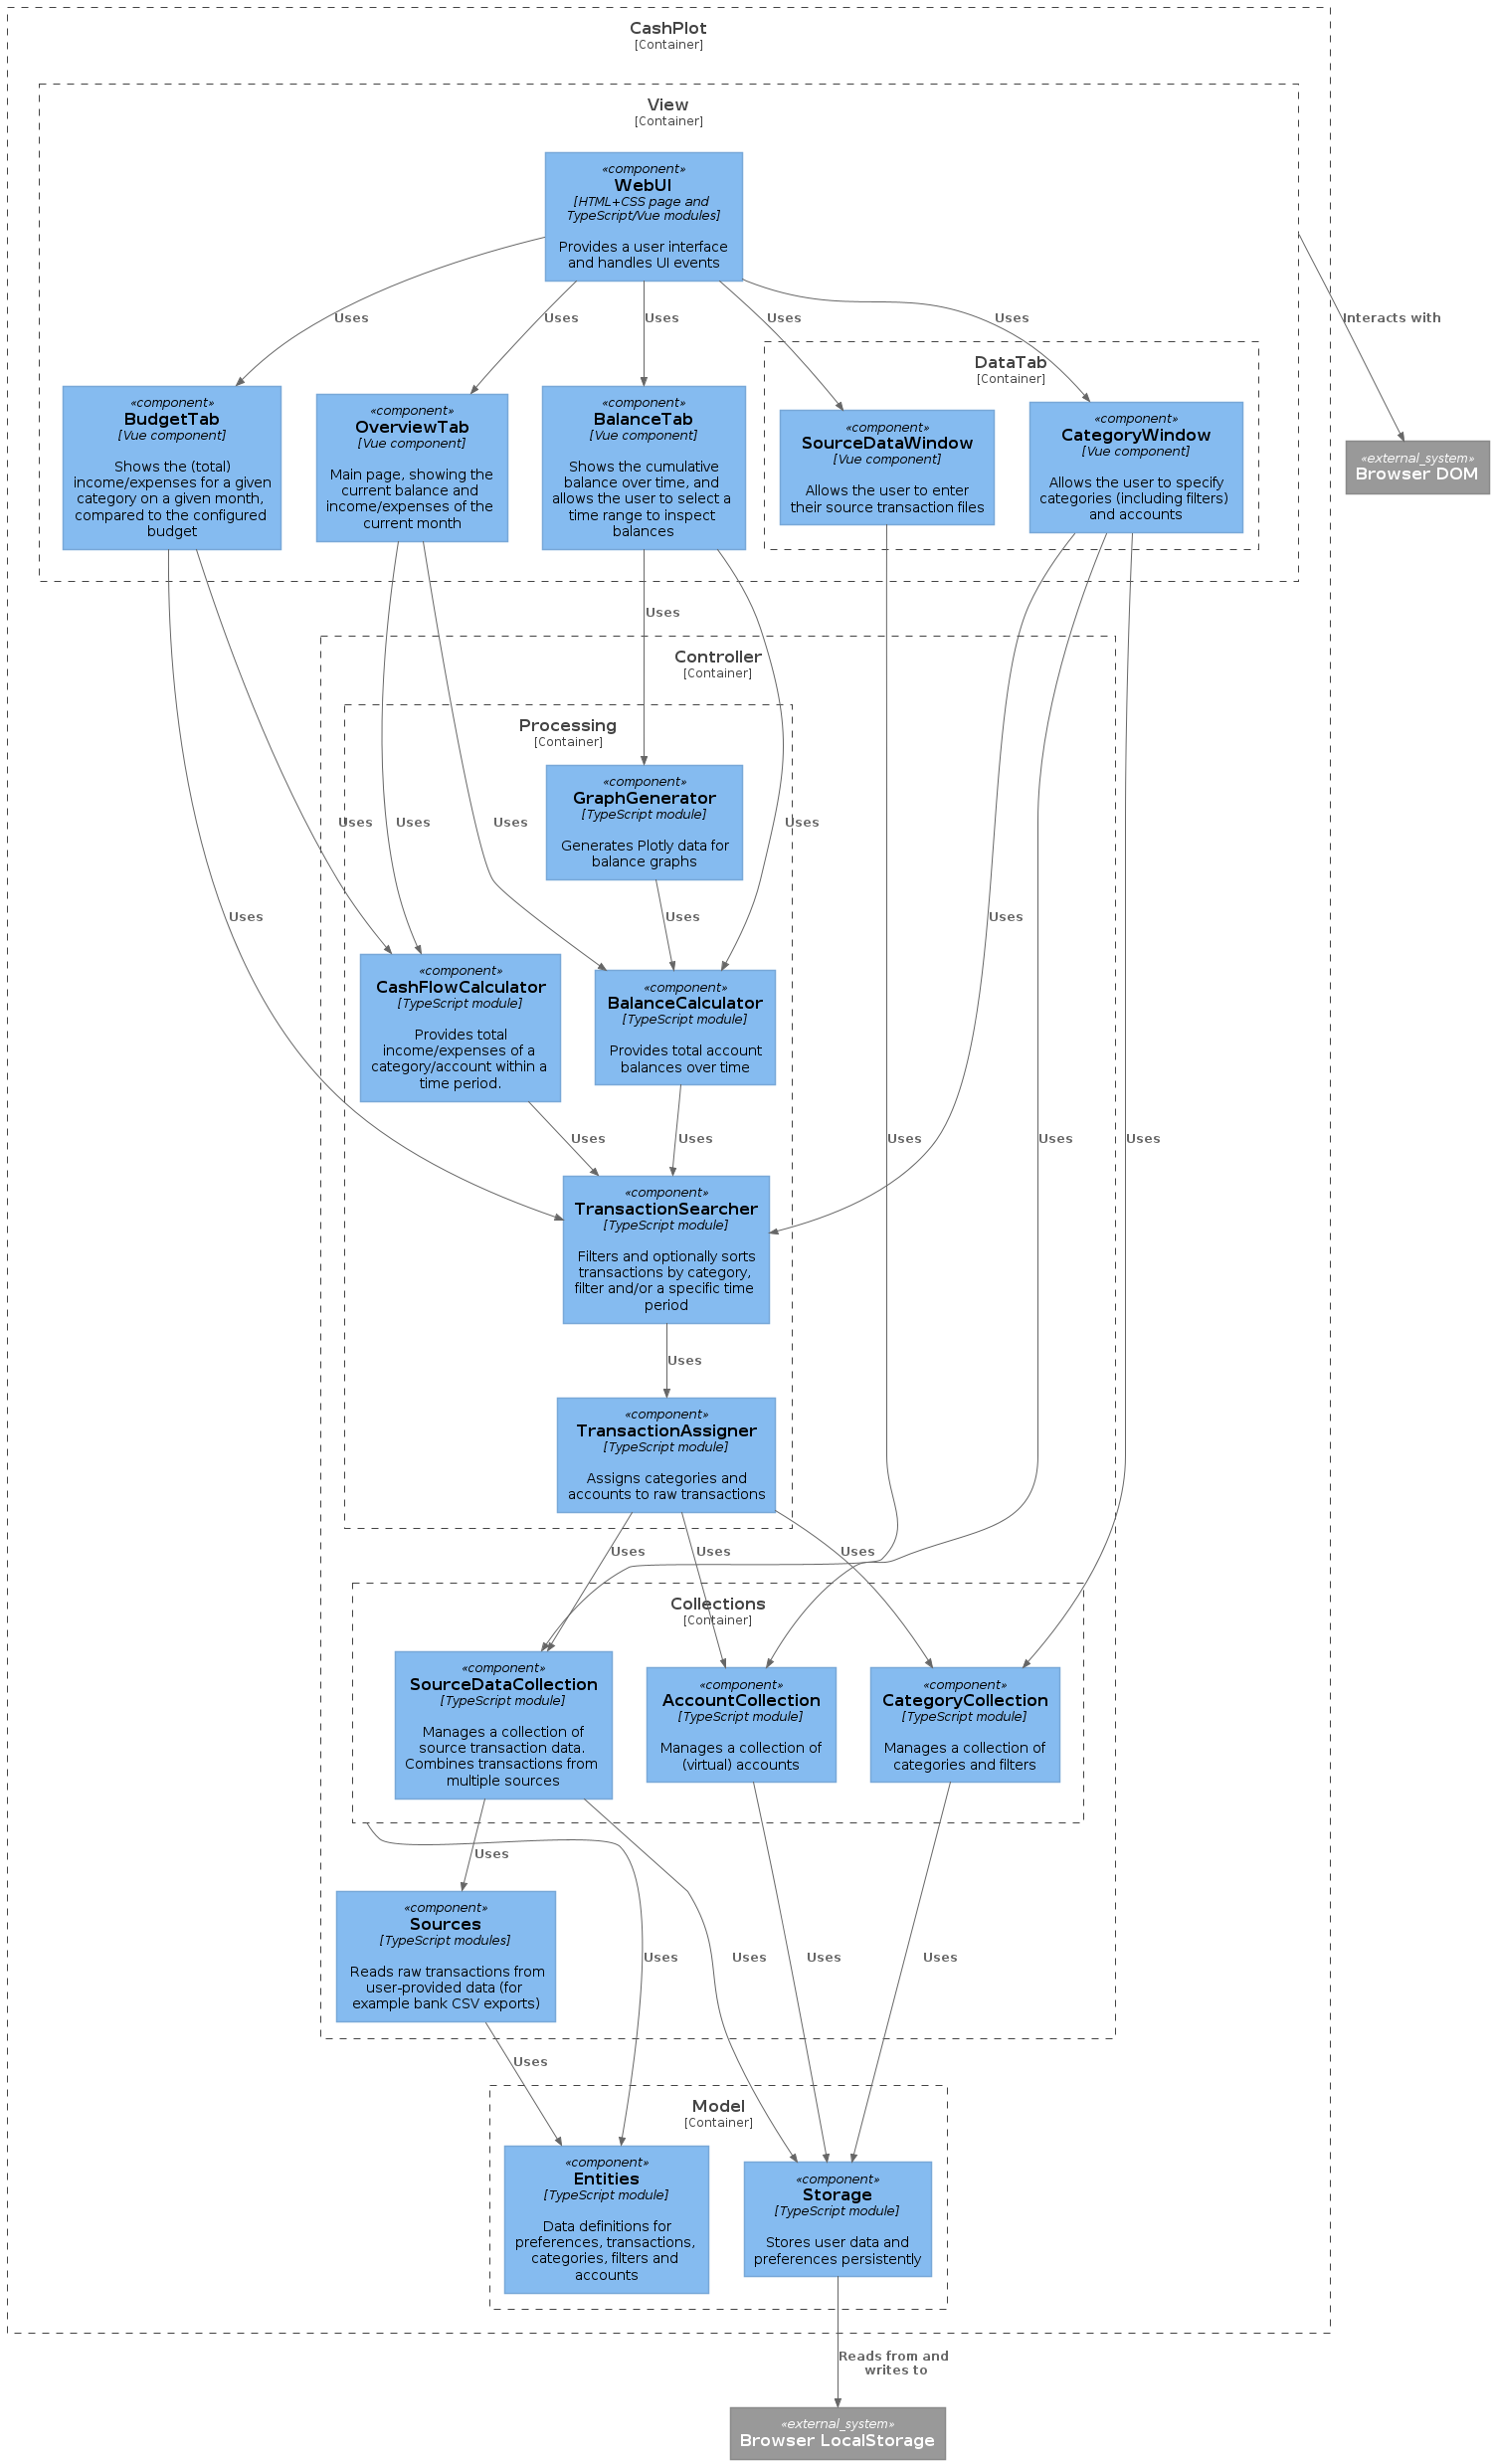 CashPlot
[Container]
View
[Container]
«component»
WebUI
[HTML+CSS page and
TypeScript/Vue modules]
Provides a user interface
and handles UI events
Uses
Uses
Uses
Uses
Uses
Interacts with
DataTab
[Container]
«component»
BudgetTab
[Vue component]
Shows the (total)
income/expenses for a given
category on a given month,
compared to the configured
budget
«component»
OverviewTab
[Vue component]
Main page, showing the
current balance and
income/expenses of the
current month
«component»
BalanceTab
[Vue component]
Shows the cumulative
balance over time, and
allows the user to select a
time range to inspect
balances
«component»
SourceDataWindow
[Vue component]
Allows the user to enter
their source transaction files
«component»
CategoryWindow
[Vue component]
Allows the user to specify
categories (including filters)
and accounts
«external_system»
Browser DOM
Uses
Controller
[Container]
Processing
[Container]
«component»
GraphGenerator
[TypeScript module]
Generates Plotly data for
balance graphs
Uses
Uses
Uses
Uses
Uses
Uses
Uses
«component»
CashFlowCalculator
[TypeScript module]
Provides total
income/expenses of a
category/account within a
time period.
«component»
BalanceCalculator
[TypeScript module]
Provides total account
balances over time
Uses
Uses
Uses
Uses
Uses
«component»
TransactionSearcher
[TypeScript module]
Filters and optionally sorts
transactions by category,
filter and/or a specific time
period
Uses
«component»
TransactionAssigner
[TypeScript module]
Assigns categories and
accounts to raw transactions
Uses
Uses
Uses
Collections
[Container]
«component»
SourceDataCollection
[TypeScript module]
Manages a collection of
source transaction data.
Combines transactions from
multiple sources
«component»
AccountCollection
[TypeScript module]
Manages a collection of
(virtual) accounts
«component»
CategoryCollection
[TypeScript module]
Manages a collection of
categories and filters
Uses
«component»
Sources
[TypeScript modules]
Reads raw transactions from
user-provided data (for
example bank CSV exports)
Uses
Uses
Uses
Uses
Uses
Model
[Container]
«component»
Entities
[TypeScript module]
Data definitions for
preferences, transactions,
categories, filters and
accounts
«component»
Storage
[TypeScript module]
Stores user data and
preferences persistently
Reads from and
writes to
«external_system»
Browser LocalStorage